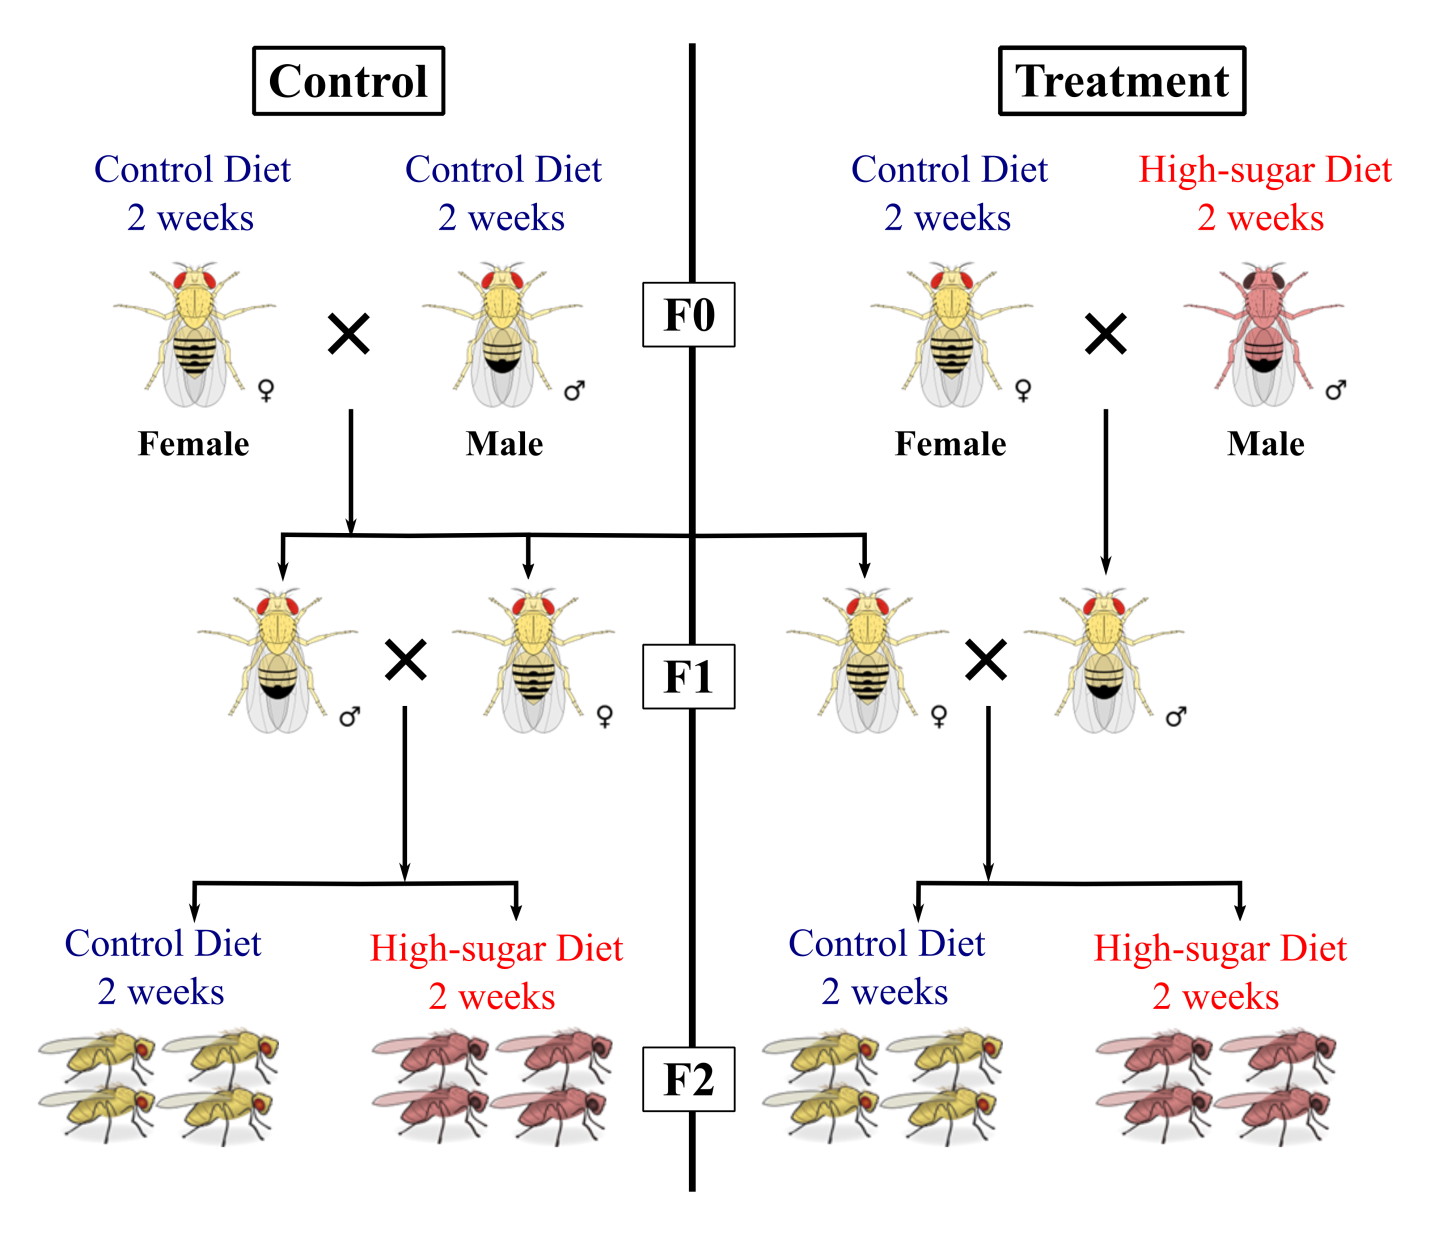 Control
Treatment
Control Diet
2 weeks
Control Diet
2 weeks
Control Diet
2 weeks
High-sugar Diet
2 weeks
F0
♀
♂
♀
♂
Female
Male
Female
Male
F1
♂
♀
♀
♂
Control Diet
2 weeks
High-sugar Diet
2 weeks
Control Diet
2 weeks
High-sugar Diet
2 weeks
F2